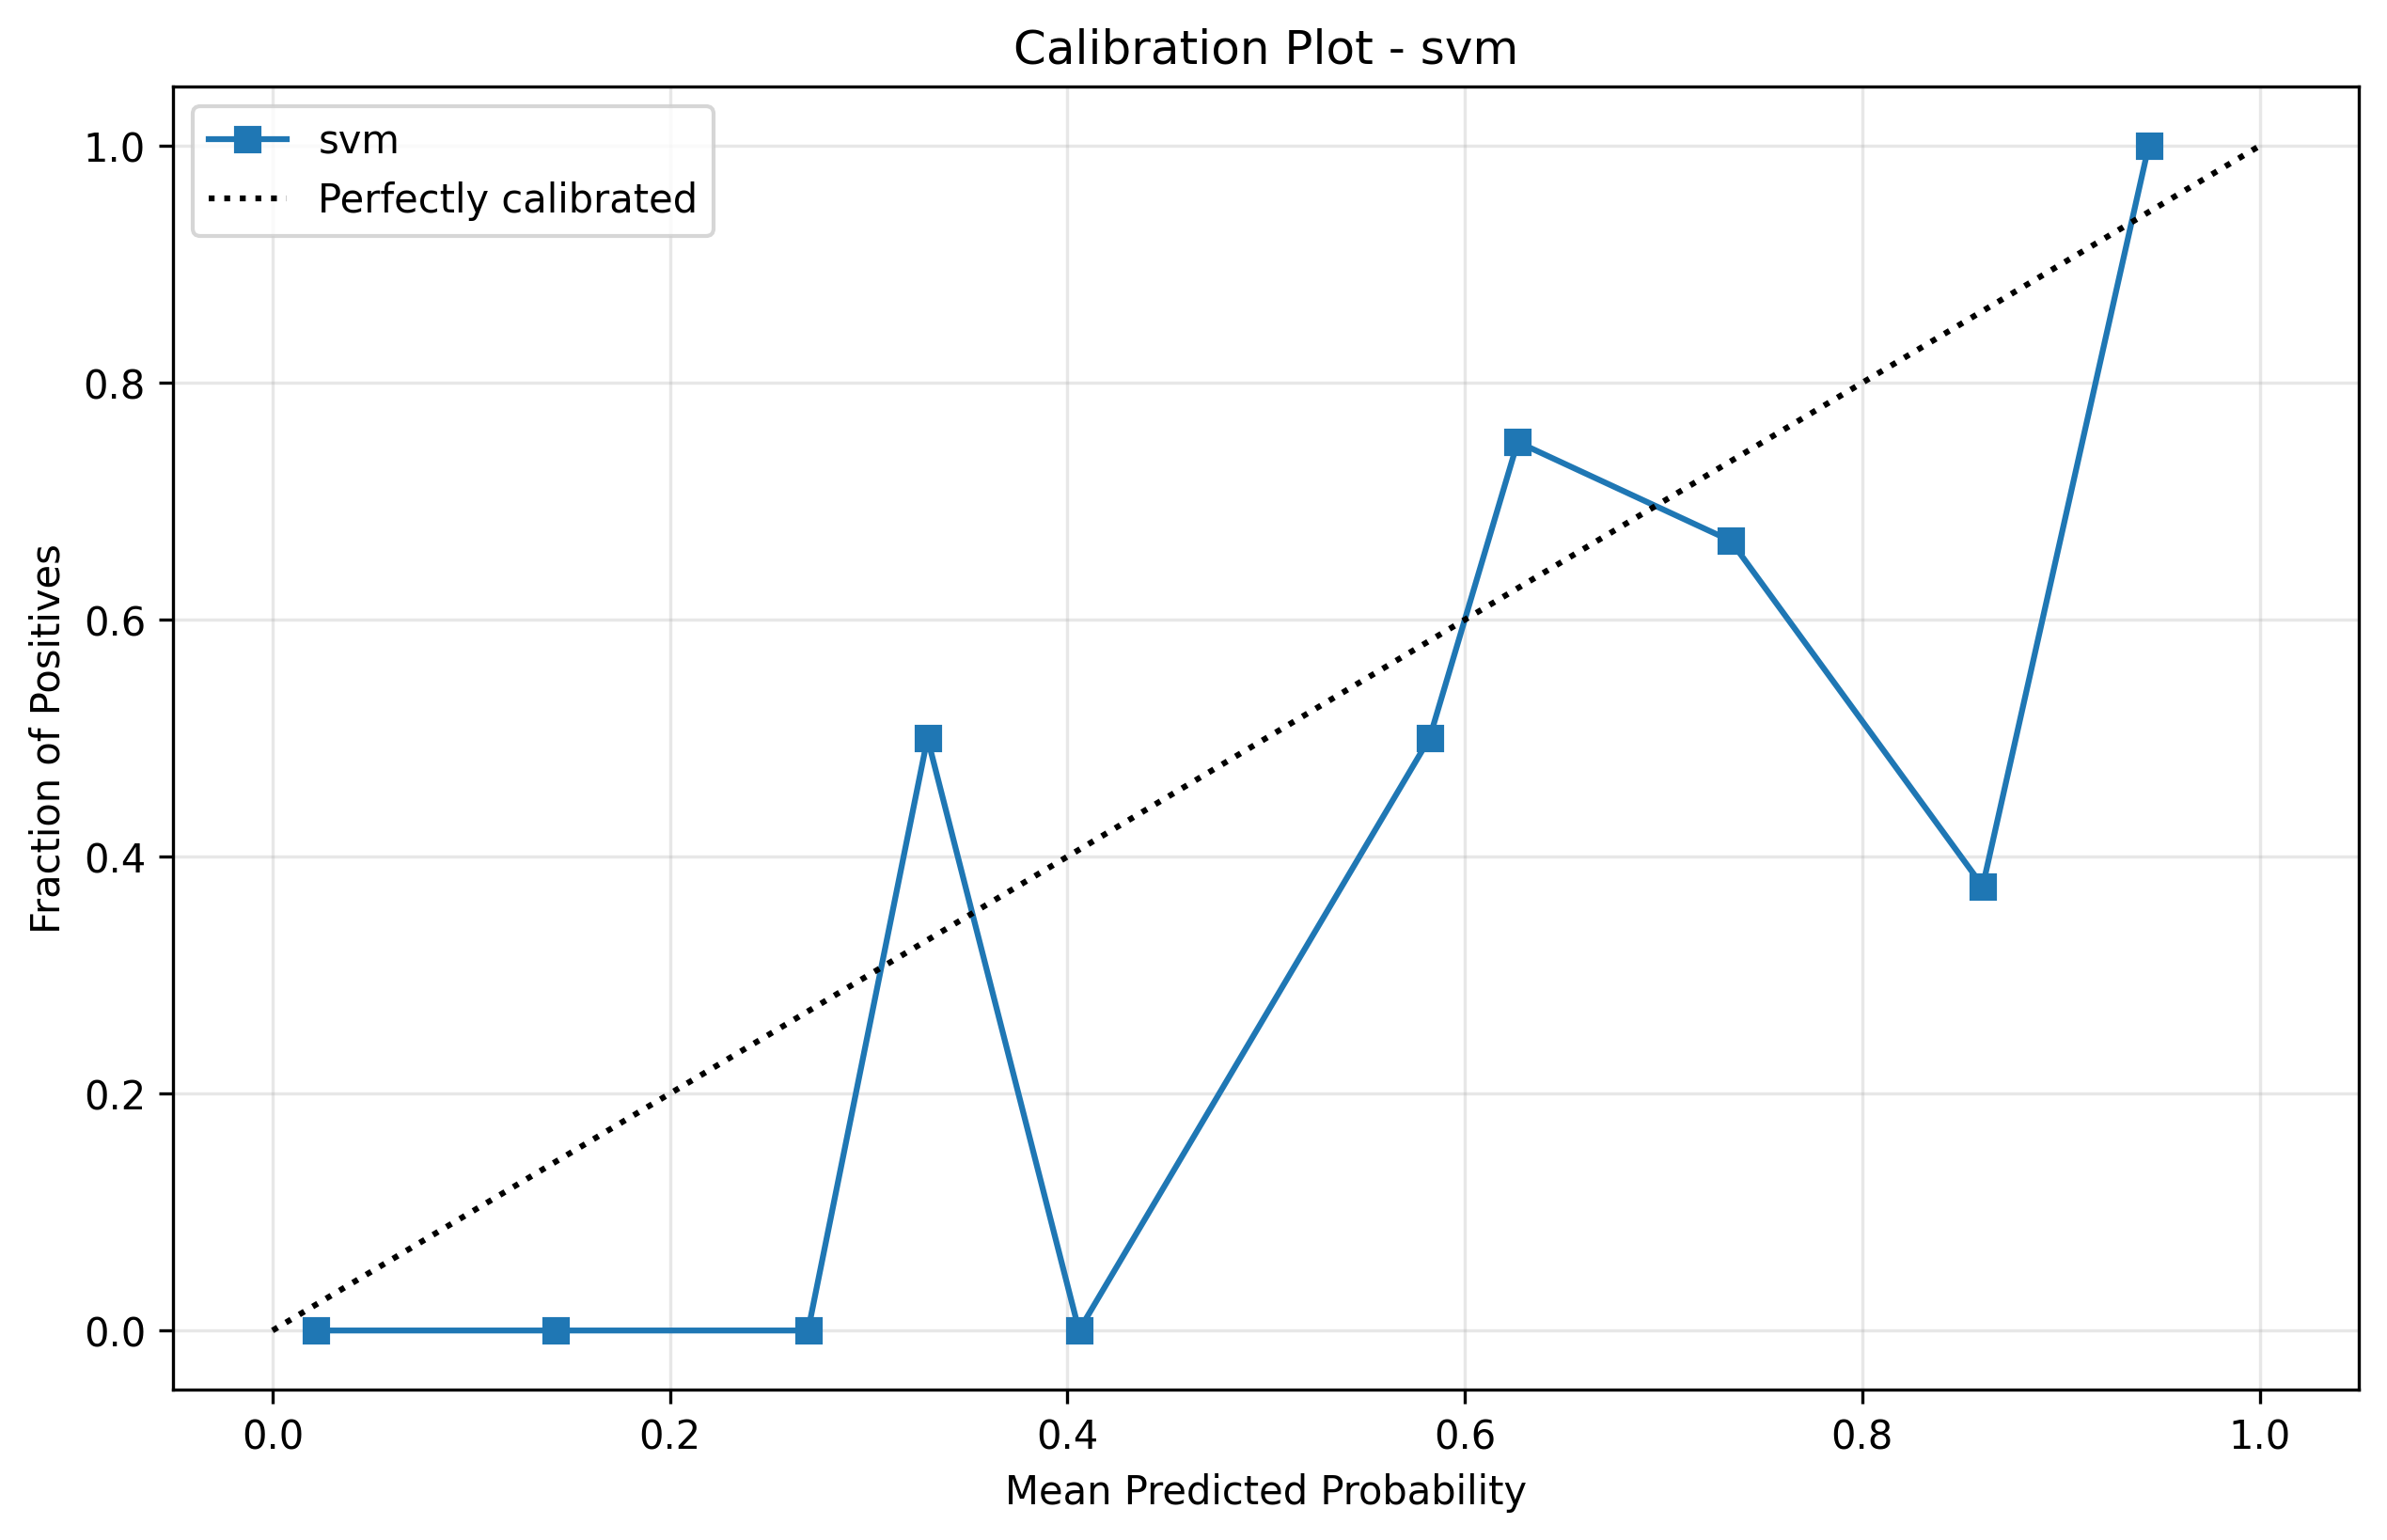 Calibration Plot - svm
svm
Perfectly calibrated
1.0
0.8
0.6
0.4
0.2
0.0
Fraction of Positives
0.0 0.2 0.4 0.6 0.8 1.0
Mean Predicted Probability